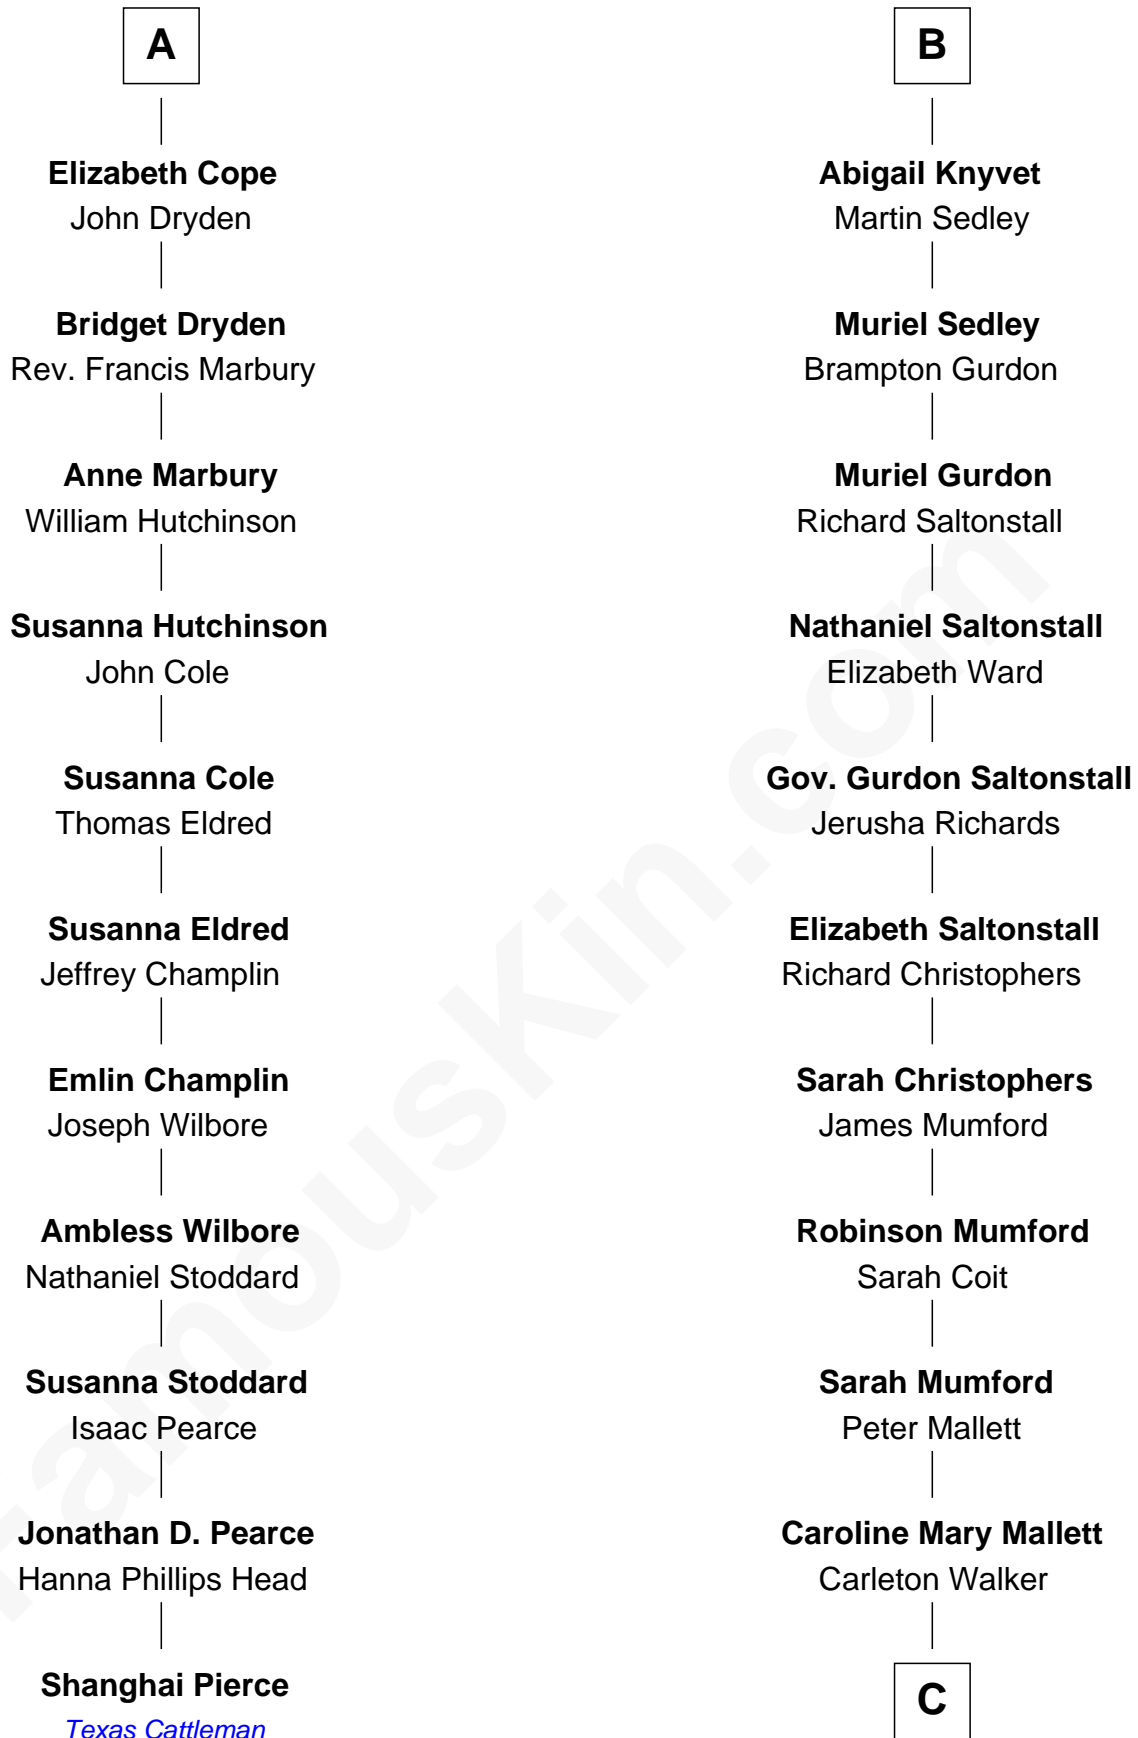 A
Elizabeth Cope
John Dryden
Bridget Dryden
Rev. Francis Marbury
Anne Marbury
William Hutchinson
Susanna Hutchinson
John Cole
Susanna Cole
Thomas Eldred
Susanna Eldred
Jeffrey Champlin
Emlin Champlin
Joseph Wilbore
Ambless Wilbore
Nathaniel Stoddard
Susanna Stoddard
Isaac Pearce
Jonathan D. Pearce
Hanna Phillips Head
Shanghai Pierce
Texas Cattleman
B
Abigail Knyvet
Martin Sedley
Muriel Sedley
Brampton Gurdon
Muriel Gurdon
Richard Saltonstall
Nathaniel Saltonstall
Elizabeth Ward
Gov. Gurdon Saltonstall
Jerusha Richards
Elizabeth Saltonstall
Richard Christophers
Sarah Christophers
James Mumford
Robinson Mumford
Sarah Coit
Sarah Mumford
Peter Mallett
Caroline Mary Mallett
Carleton Walker
C
FamousKin.com